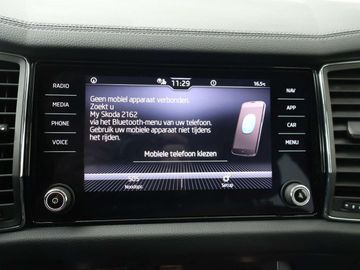 11:29
16.5°C
RADIO
MEDIA
PHONE
VOICE
Geen mobiel apparaat verbonden.
Zoekt u
My Skoda 2162
via het Bluetooth-menu van uw telefoon.
Gebruik uw mobiele apparaat niet tijdens
het rijden.
Mobiele telefoon kiezen
SOS
Noodtips
Setup
NAV
APP
CAR
MENU